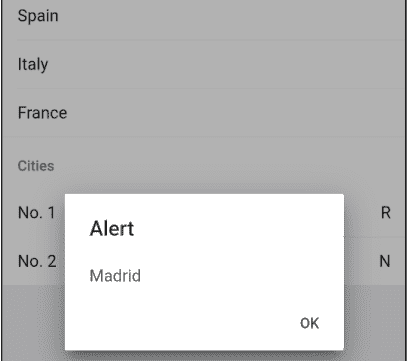 Spain
Italy
France
Cities
No. 1 R
No. 2 N
Alert
Madrid
OK